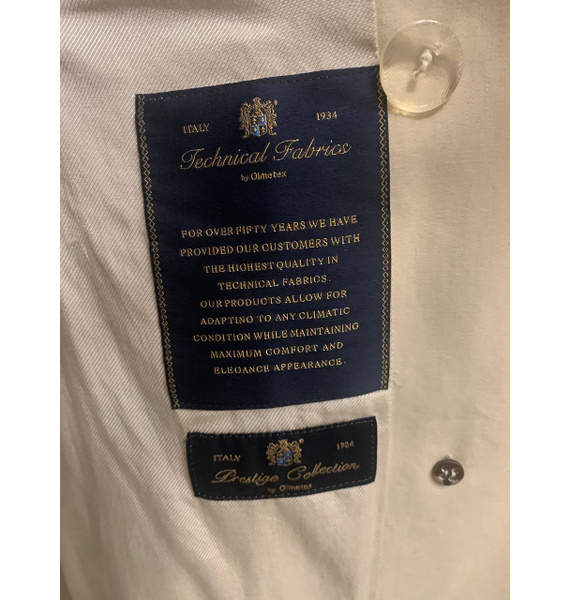 ITALY 1934
Technical Fabrics
by Olmetex
FOR OVER FIFTY YEARS WE HAVE
PROVIDED OUR CUSTOMERS WITH
THE HIGHEST QUALITY IN
TECHNICAL FABRICS.
OUR PRODUCTS ALLOW FOR
ADAPTING TO ANY CLIMATIC
CONDITION WHILE MAINTAINING
MAXIMUM COMFORT AND
ELEGANCE APPEARANCE.
ITALY 1934
Prestige Collection
by Olmetex